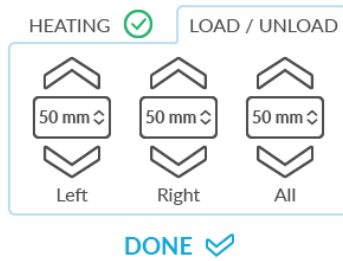 HEATING LOAD / UNLOAD
50 mm 50 mm 50 mm
Left Right All
DONE